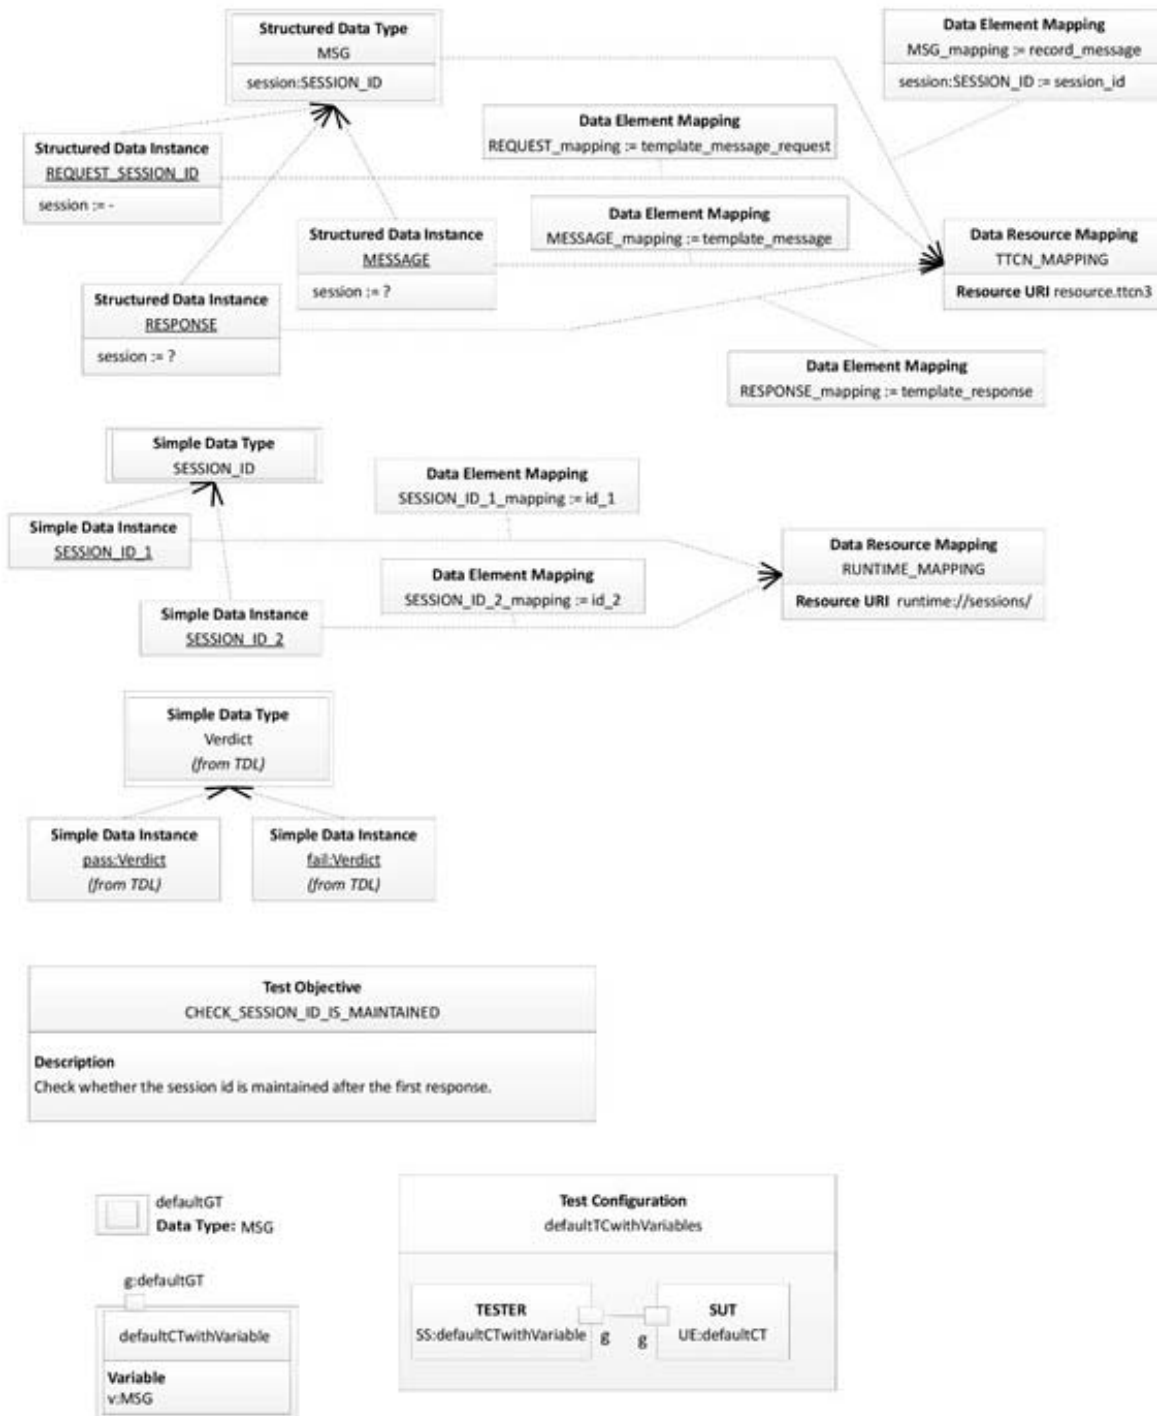 Structured Data Type
MSG
session:SESSION_ID
Data Element Mapping
MSG_mapping := record_message
session:SESSION_ID := session_id
Data Element Mapping
REQUEST_mapping := template_message_request
Structured Data Instance
REQUEST_SESSION_ID
session := -
Data Element Mapping
MESSAGE_mapping := template_message
Structured Data Instance
MESSAGE
session := ?
Data Resource Mapping
TTCN_MAPPING
Resource URI resource.ttcn3
Structured Data Instance
RESPONSE
session := ?
Data Element Mapping
RESPONSE_mapping := template_response
Simple Data Type
SESSION_ID
Data Element Mapping
SESSION_ID_1_mapping := id_1
Simple Data Instance
SESSION_ID_1
Data Resource Mapping
RUNTIME_MAPPING
Resource URI runtime://sessions/
Data Element Mapping
SESSION_ID_2_mapping := id_2
Simple Data Instance
SESSION_ID_2
Simple Data Type
Verdict
(from TDL)
Simple Data Instance
pass:Verdict
(from TDL)
Simple Data Instance
fail:Verdict
(from TDL)
Test Objective
CHECK_SESSION_ID_IS_MAINTAINED
Description
Check whether the session id is maintained after the first response.
defaultGT
Data Type: MSG
g:defaultGT
defaultCTwithVariable
Variable
v:MSG
Test Configuration
defaultTCwithVariables
TESTER
SS:defaultCTwithVariable
g
g
SUT
UE:defaultCT